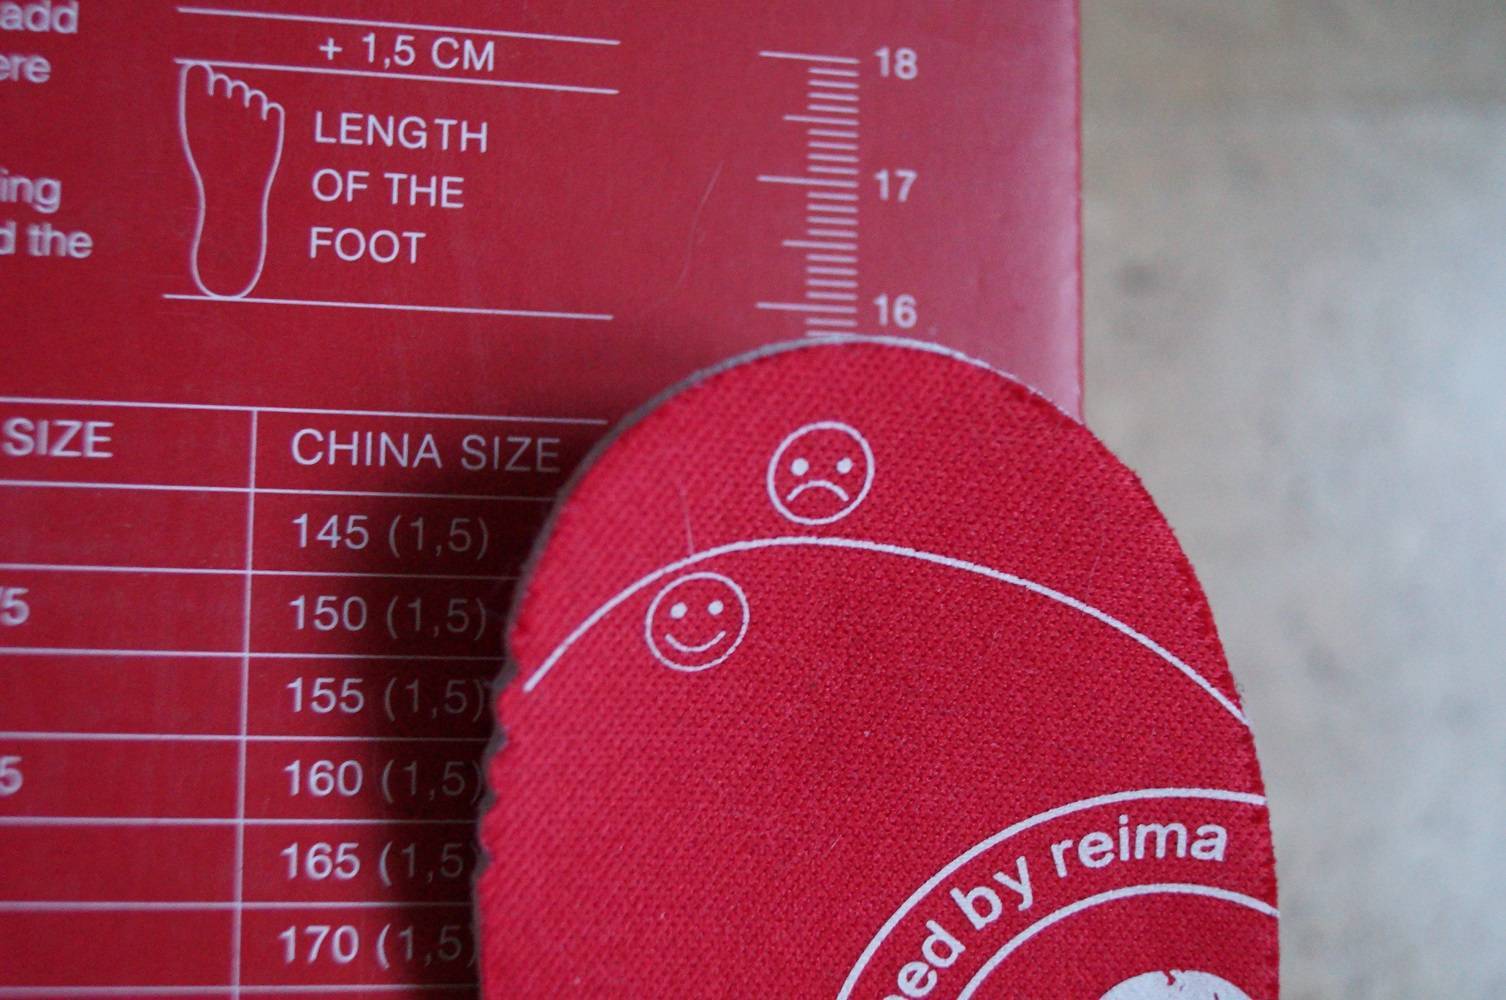 add
ere
ing
d the
+ 1,5 CM
LENGTH
OF THE
FOOT
18
17
16
SIZE
CHINA SIZE
145 (1,5)
5
150 (1,5)
155 (1,5)
5
160 (1,5)
165 (1,5)
170 (1,5)
ned by reima